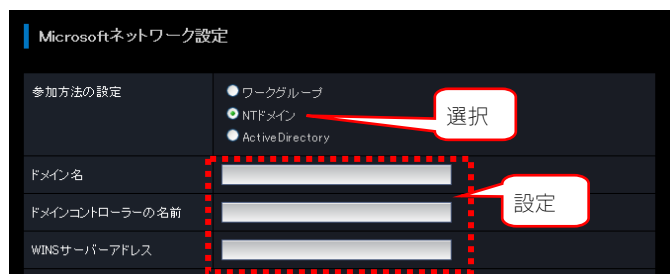 Microsoftネットワーク設定
参加方法の設定
ワークグループ
NTドメイン
ActiveDirectory
選択
ドメイン名
ドメインコントローラーの名前
WINSサーバーアドレス
設定